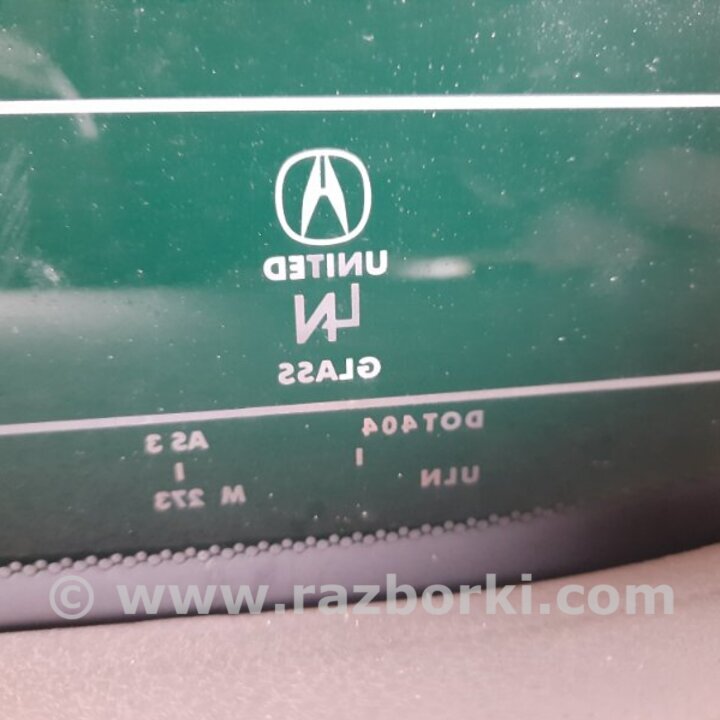 UNITED
LN
GLASS
DOT404 AS 3
I I
ULN M 273
© www.razborki.com